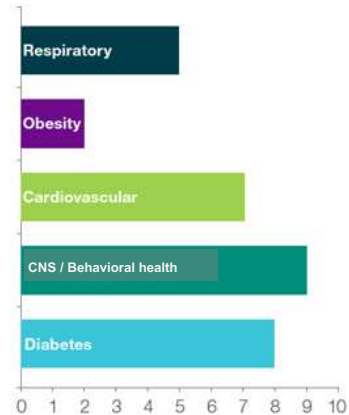 Respiratory
Obesity
Cardiovascular
CNS / Behavioral health
Diabetes
0 1 2 3 4 5 6 7 8 9 10